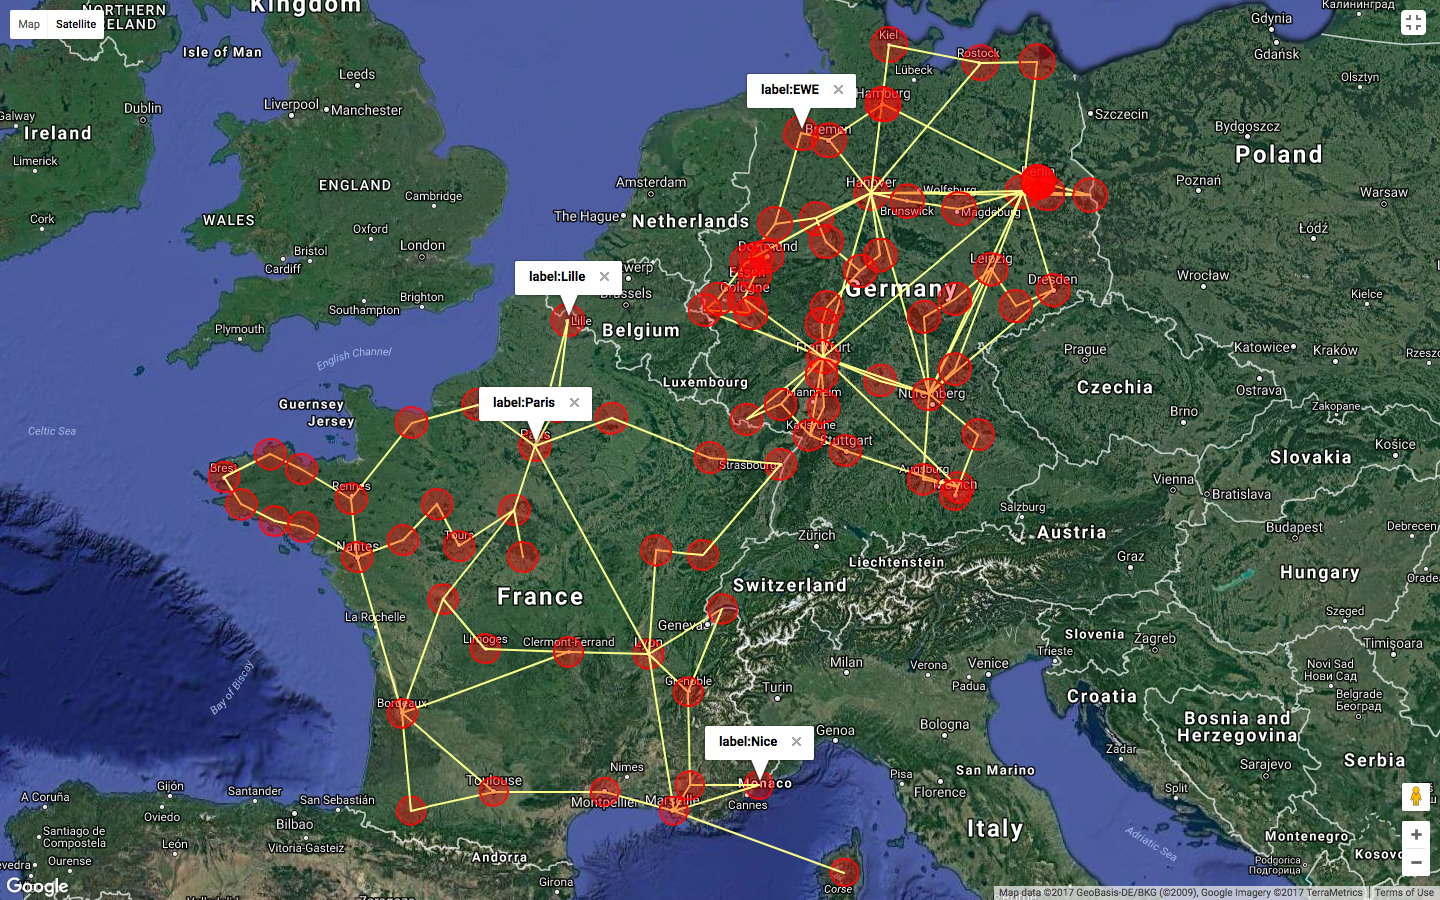 Map
Satellite
NORTHERN
IRELAND
Kingdom
Isle of Man
Leeds
Liverpool
Manchester
Dublin
Galway
Ireland
Limerick
Cork
ENGLAND
WALES
Cambridge
Oxford
London
Bristol
Cardiff
Brighton
Southampton
Plymouth
English Channel
Guernsey
Jersey
Celtic Sea
Amsterdam
The Hague
Netherlands
Belgium
Luxembourg
label:EWE
label:Lille
Lille
label:Paris
Paris
label:Nice
Kiel
Rostock
Lübeck
Hamburg
Bremen
Hanover
Wolfsburg
Brunswick
Magdeburg
Berlin
Dortmund
Essen
Cologne
Germany
Leipzig
Dresden
Frankfurt
Mannheim
Nuremberg
Karlsruhe
Stuttgart
Strasbourg
Augsburg
Munich
Калининград
Gdynia
Gdańsk
Olsztyn
Szczecin
Bydgoszcz
Poland
Poznań
Warsaw
Łódź
Wrocław
Kielce
Prague
Katowice
Kraków
Czechia
Ostrava
Zakopane
Brno
Košice
Slovakia
Vienna
Bratislava
Salzburg
Austria
Budapest
Debrecen
Graz
Hungary
Szeged
Zürich
Liechtenstein
Switzerland
Geneva
Brest
Rennes
Nantes
Tours
France
La Rochelle
Limoges
Clermont-Ferrand
Lyon
Grenoble
Bordeaux
Bay of Biscay
Toulouse
Nimes
Montpellier
Marseille
Monaco
Cannes
Corse
Milan
Turin
Verona
Venice
Padua
Genoa
Bologna
Pisa
Florence
San Marino
Italy
Slovenia
Zagreb
Trieste
Croatia
Timișoara
Novi Sad
Нови Сад
Belgrade
Београд
Bosnia and
Herzegovina
Zadar
Sarajevo
Serbia
Split
Adriatic Sea
Montenegro
Podgorica
Подгорица
A Coruña
Gijón
Oviedo
Santander
San Sebastián
Bilbao
Vitoria-Gasteiz
Santiago de
Compostela
León
Ourense
Andorra
Girona
Google
Map data ©2017 GeoBasis-DE/BKG (©2009), Google Imagery ©2017 TerraMetrics
Terms of Use